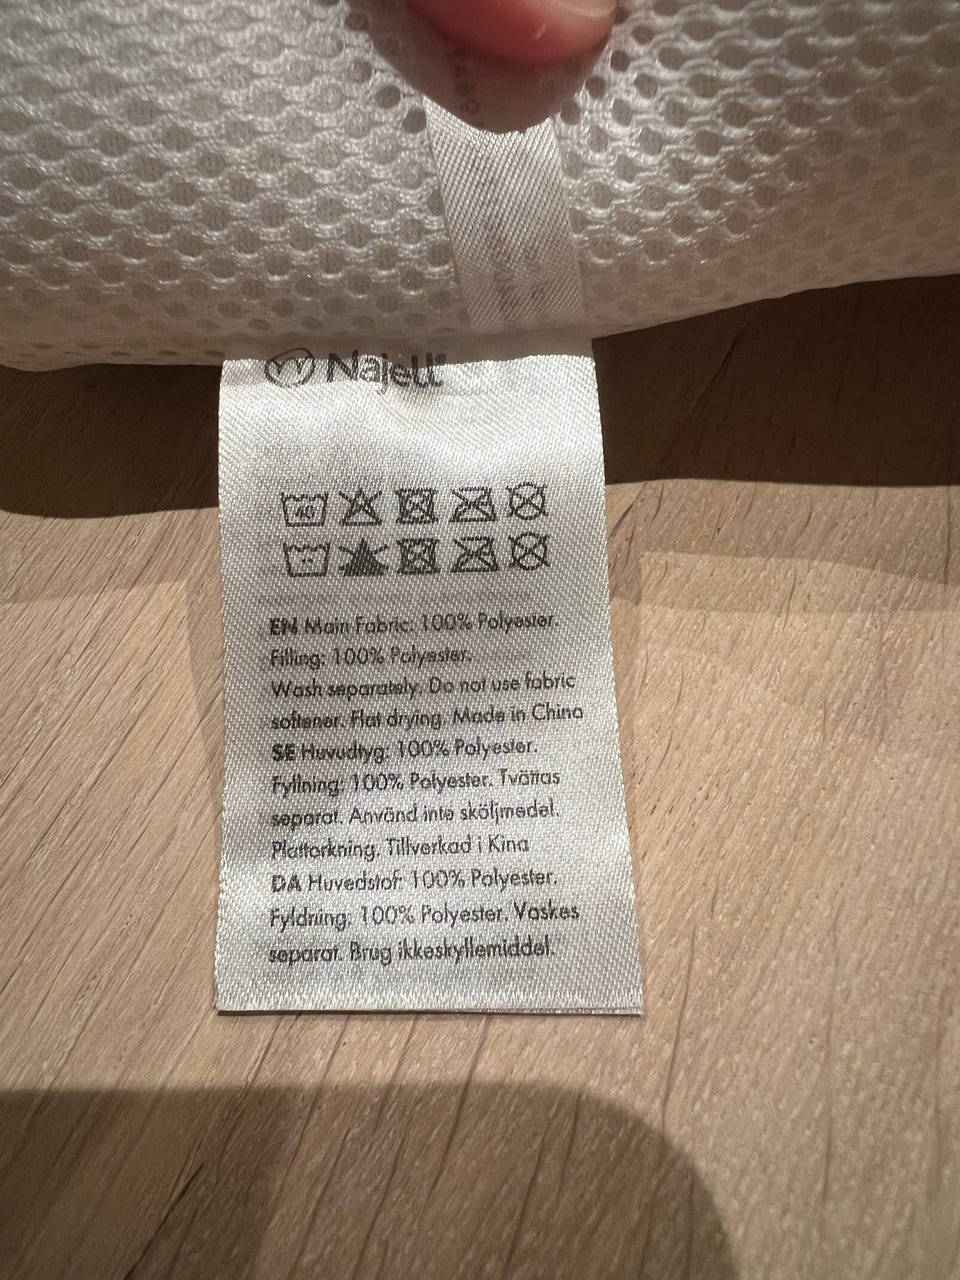 Najell®
40
EN Main Fabric: 100% Polyester.
Filling: 100% Polyester.
Wash separately. Do not use fabric
softener. Flat drying. Made in China
SE Huvudtyg: 100% Polyester.
Fyllning: 100% Polyester. Tvättas
separat. Använd inte sköljmedel.
Plattorkning. Tillverkad i Kina
DA Huvedstof: 100% Polyester.
Fyldning: 100% Polyester. Vaskes
separat. Brug ikkeskyllemiddel.